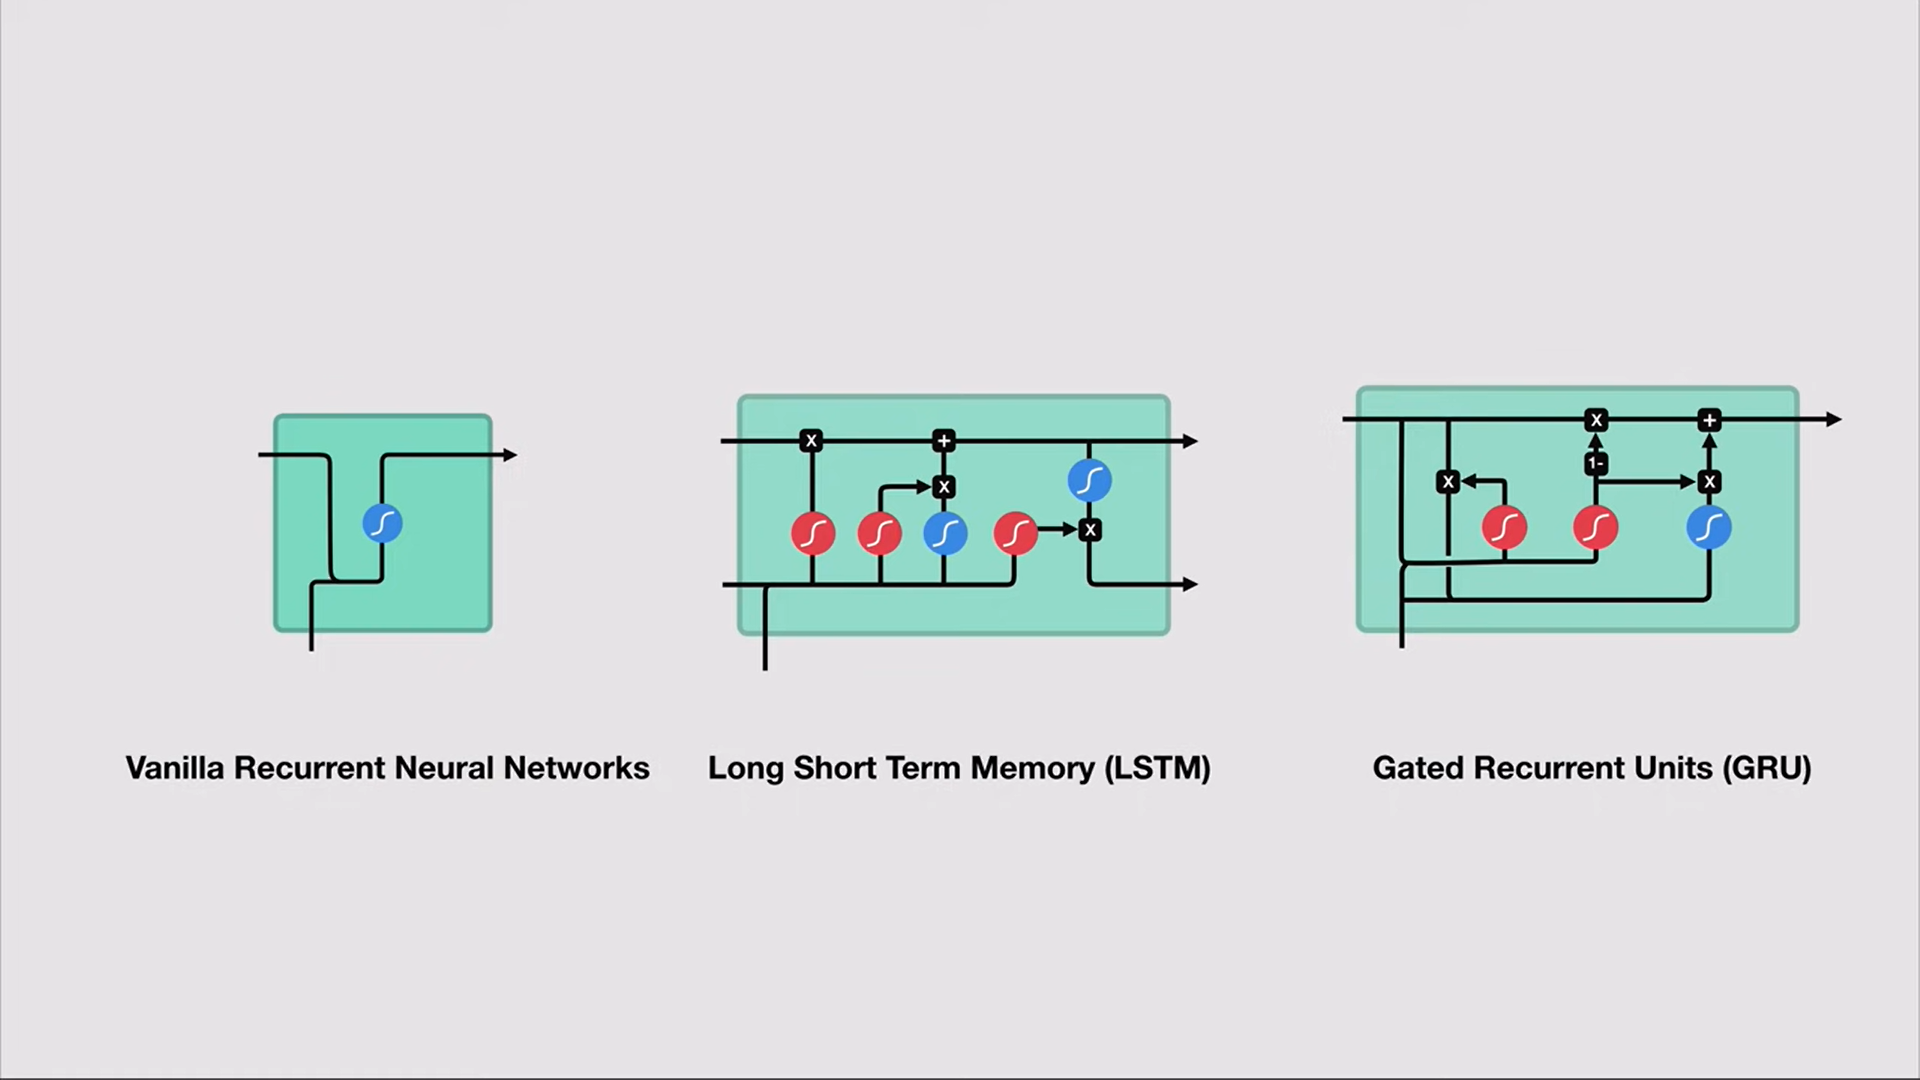 x
+
x
x
x
+
1-
x
x
Vanilla Recurrent Neural Networks
Long Short Term Memory (LSTM)
Gated Recurrent Units (GRU)